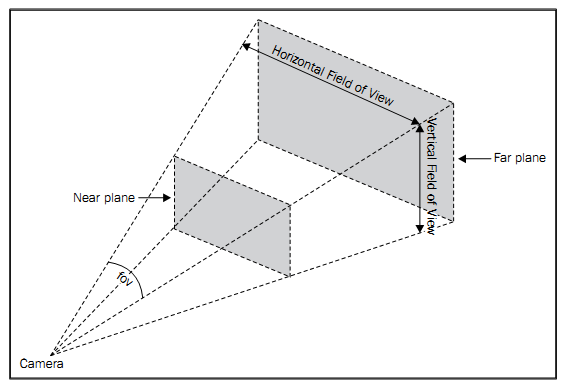 Horizontal Field of View
Vertical Field of View
Far plane
Near plane
fov
Camera